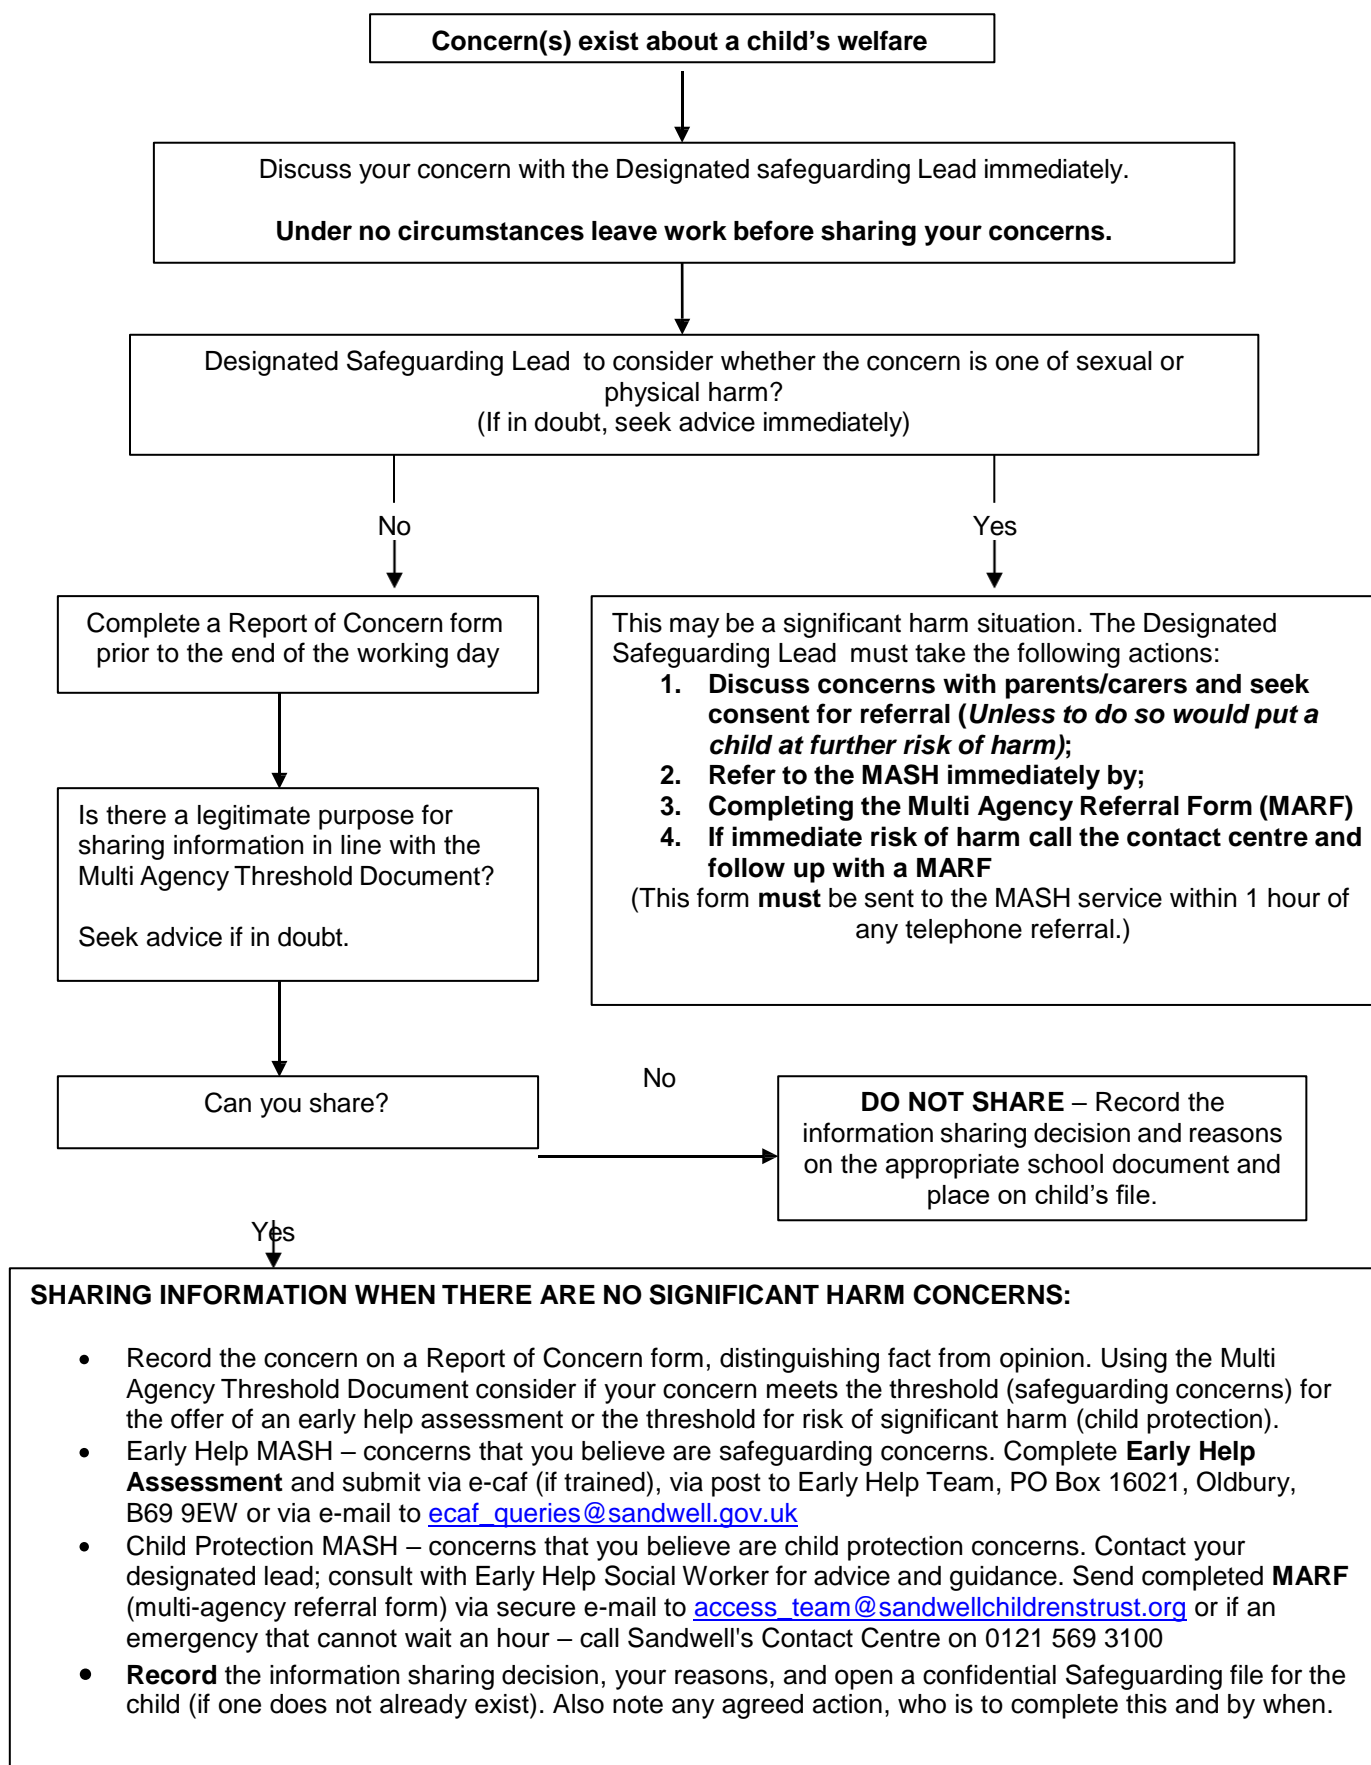 Concern(s) exist about a child’s welfare
Discuss your concern with the Designated safeguarding Lead immediately.
Under no circumstances leave work before sharing your concerns.
Designated Safeguarding Lead to consider whether the concern is one of sexual or
physical harm?
(If in doubt, seek advice immediately)
No
Yes
Complete a Report of Concern form
prior to the end of the working day
This may be a significant harm situation. The Designated
Safeguarding Lead must take the following actions:
1. Discuss concerns with parents/carers and seek
consent for referral (Unless to do so would put a
child at further risk of harm);
2. Refer to the MASH immediately by;
3. Completing the Multi Agency Referral Form (MARF)
4. If immediate risk of harm call the contact centre and
follow up with a MARF
(This form must be sent to the MASH service within 1 hour of
any telephone referral.)
Is there a legitimate purpose for
sharing information in line with the
Multi Agency Threshold Document?
Seek advice if in doubt.
Can you share?
No
DO NOT SHARE – Record the
information sharing decision and reasons
on the appropriate school document and
place on child’s file.
Yes
SHARING INFORMATION WHEN THERE ARE NO SIGNIFICANT HARM CONCERNS:
• Record the concern on a Report of Concern form, distinguishing fact from opinion. Using the Multi
Agency Threshold Document consider if your concern meets the threshold (safeguarding concerns) for
the offer of an early help assessment or the threshold for risk of significant harm (child protection).
• Early Help MASH – concerns that you believe are safeguarding concerns. Complete Early Help
Assessment and submit via e-caf (if trained), via post to Early Help Team, PO Box 16021, Oldbury,
B69 9EW or via e-mail to ecaf_queries@sandwell.gov.uk
• Child Protection MASH – concerns that you believe are child protection concerns. Contact your
designated lead; consult with Early Help Social Worker for advice and guidance. Send completed MARF
(multi-agency referral form) via secure e-mail to access_team@sandwellchildrenstrust.org or if an
emergency that cannot wait an hour – call Sandwell's Contact Centre on 0121 569 3100
• Record the information sharing decision, your reasons, and open a confidential Safeguarding file for the
child (if one does not already exist). Also note any agreed action, who is to complete this and by when.